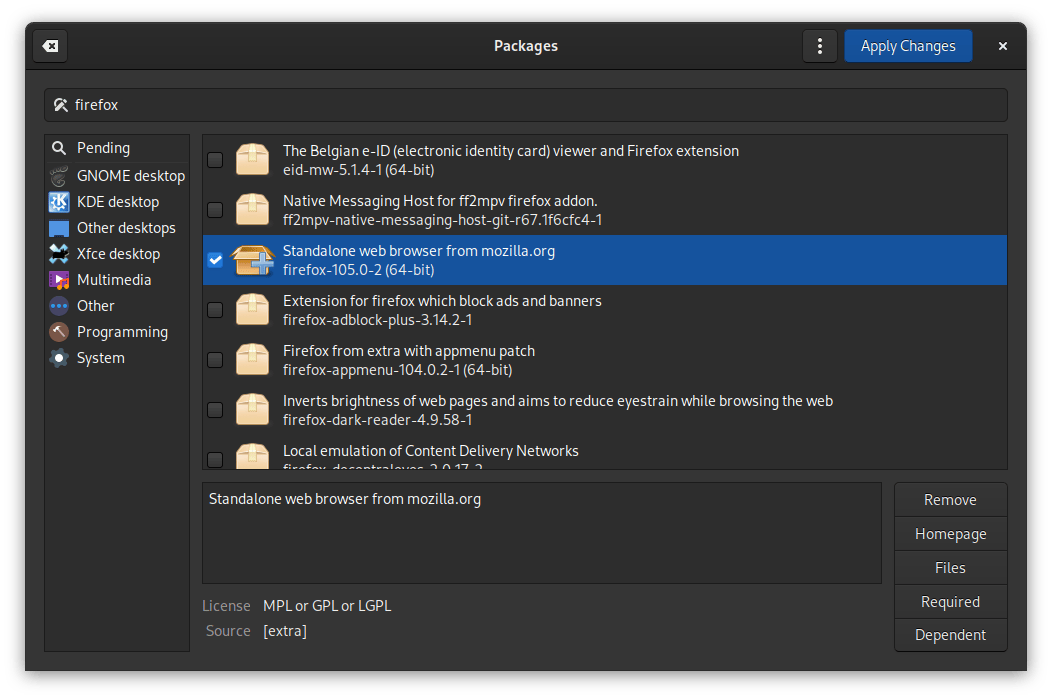 Packages
Apply Changes
firefox
Pending
GNOME desktop
KDE desktop
Other desktops
Xfce desktop
Multimedia
Other
Programming
System
The Belgian e-ID (electronic identity card) viewer and Firefox extension
eid-mw-5.1.4-1 (64-bit)
Native Messaging Host for ff2mpv firefox addon.
ff2mpv-native-messaging-host-git-r67.1f6cfc4-1
Standalone web browser from mozilla.org
firefox-105.0-2 (64-bit)
Extension for firefox which block ads and banners
firefox-adblock-plus-3.14.2-1
Firefox from extra with appmenu patch
firefox-appmenu-104.0.2-1 (64-bit)
Inverts brightness of web pages and aims to reduce eyestrain while browsing the web
firefox-dark-reader-4.9.58-1
Local emulation of Content Delivery Networks
firefox-decentraleyes-2.0.17-2
Standalone web browser from mozilla.org
License MPL or GPL or LGPL
Source [extra]
Remove
Homepage
Files
Required
Dependent